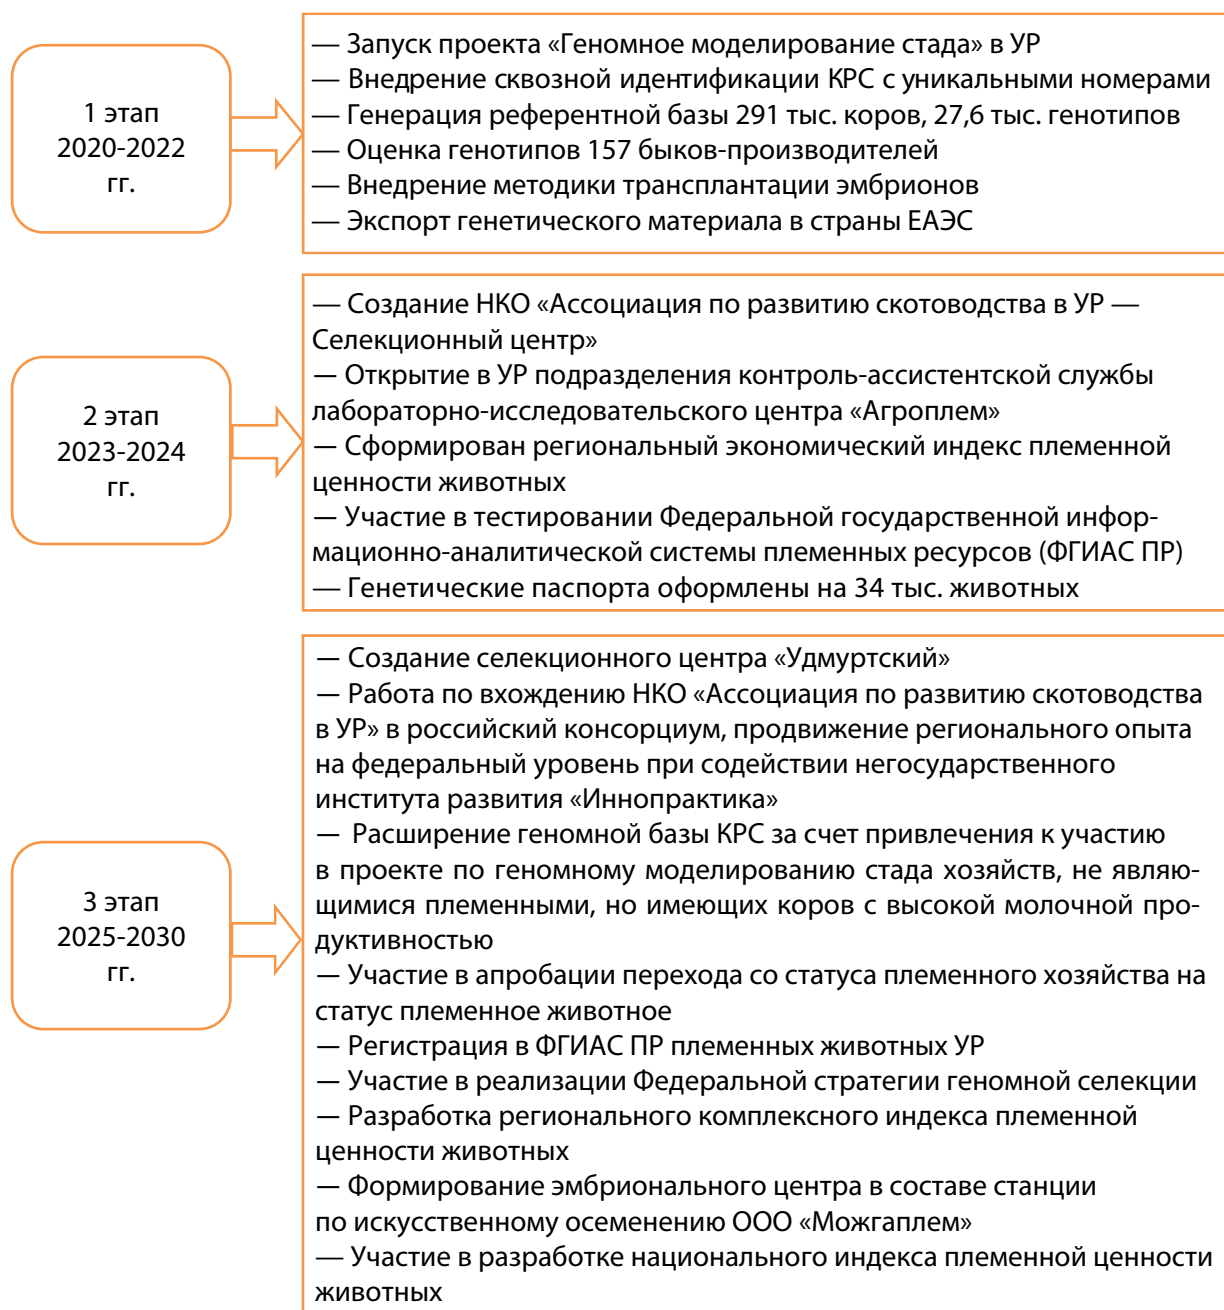 1 этап
2020-2022
гг.
— Запуск проекта «Геномное моделирование стада» в УР
— Внедрение сквозной идентификации КРС с уникальными номерами
— Генерация референтной базы 291 тыс. коров, 27,6 тыс. генотипов
— Оценка генотипов 157 быков-производителей
— Внедрение методики трансплантации эмбрионов
— Экспорт генетического материала в страны ЕАЭС
2 этап
2023-2024
гг.
— Создание НКО «Ассоциация по развитию скотоводства в УР —
Селекционный центр»
— Открытие в УР подразделения контроль-ассистентской службы
лабораторно-исследовательского центра «Агроплем»
— Сформирован региональный экономический индекс племенной
ценности животных
— Участие в тестировании Федеральной государственной инфор-
мационно-аналитической системы племенных ресурсов (ФГИАС ПР)
— Генетические паспорта оформлены на 34 тыс. животных
3 этап
2025-2030
гг.
— Создание селекционного центра «Удмуртский»
— Работа по вхождению НКО «Ассоциация по развитию скотоводства
в УР» в российский консорциум, продвижение регионального опыта
на федеральный уровень при содействии негосударственного
института развития «Иннопрактика»
— Расширение геномной базы КРС за счет привлечения к участию
в проекте по геномному моделированию стада хозяйств, не являю-
щимися племенными, но имеющих коров с высокой молочной про-
дуктивностью
— Участие в апробации перехода со статуса племенного хозяйства на
статус племенное животное
— Регистрация в ФГИАС ПР племенных животных УР
— Участие в реализации Федеральной стратегии геномной селекции
— Разработка регионального комплексного индекса племенной
ценности животных
— Формирование эмбрионального центра в составе станции
по искусственному осеменению ООО «Можгаплем»
— Участие в разработке национального индекса племенной ценности
животных